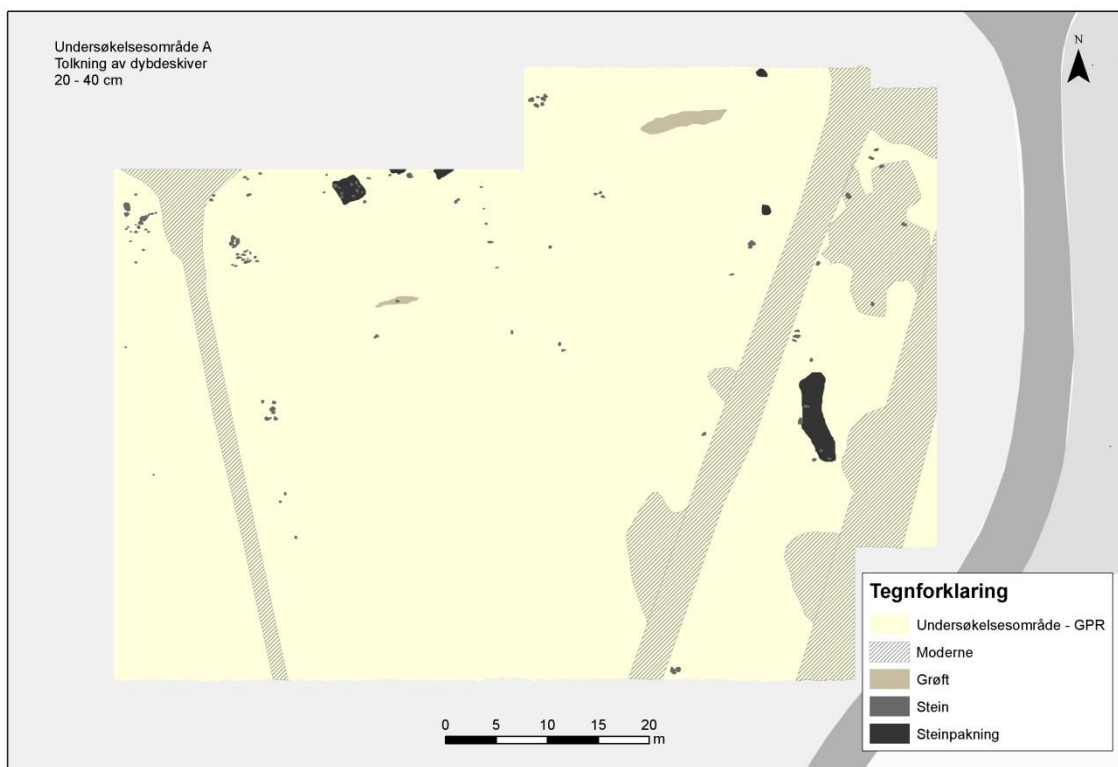 Undersøkelsesområde A
Tolkning av dybdeskiver
20 - 40 cm
N
Tegnforklaring
Undersøkelsesområde - GPR
Moderne
Grøft
Stein
Steinpakning
0 5 10 15 20
m